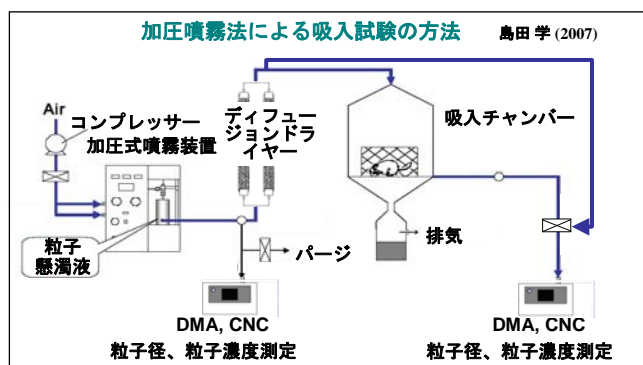 加圧噴霧法による吸入試験の方法 島田 学 (2007)
Air
コンプレッサー
加圧式噴霧装置
ディフュー
ジョンドラ
イヤー
吸入チャンバー
粒子
懸濁液
パージ
排気
DMA, CNC
粒子径、粒子濃度測定
DMA, CNC
粒子径、粒子濃度測定